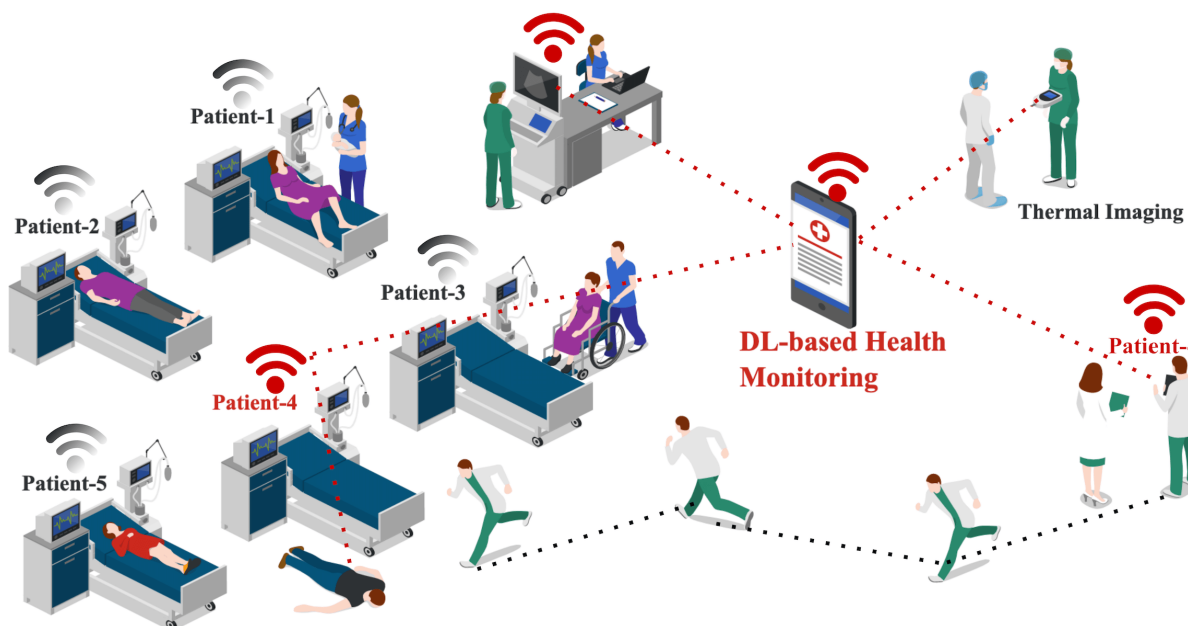 Patient-1
Patient-2
Thermal Imaging
Patient-3
DL-based Health
Monitoring
Patient-
Patient-4
Patient-5